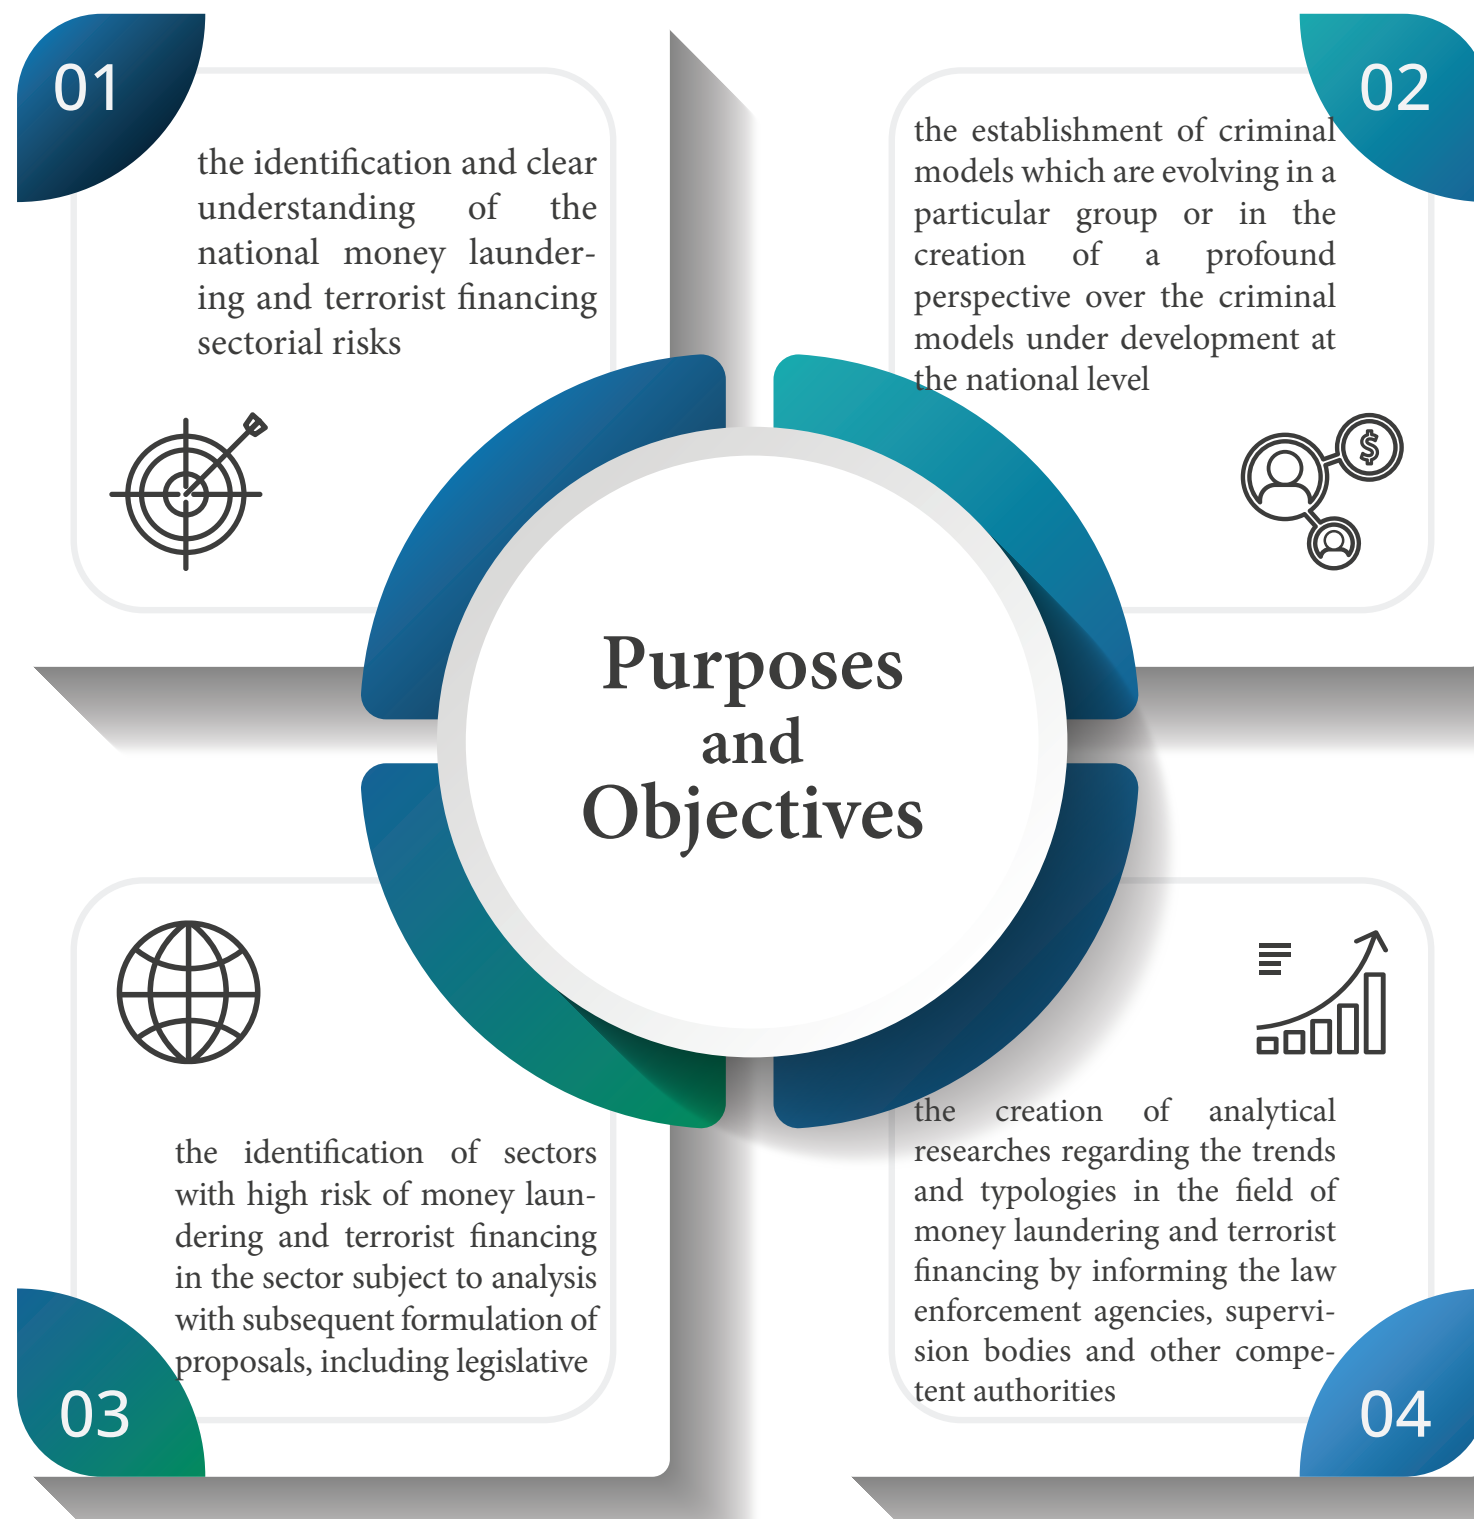 01
the identification and clear
understanding of the
national money launder-
ing and terrorist financing
sectorial risks
02
the establishment of criminal
models which are evolving in a
particular group or in the
creation of a profound
perspective over the criminal
models under development at
the national level
$
Purposes
and
Objectives
the identification of sectors
with high risk of money laun-
dering and terrorist financing
in the sector subject to analysis
with subsequent formulation of
proposals, including legislative
03
the creation of analytical
researches regarding the trends
and typologies in the field of
money laundering and terrorist
financing by informing the law
enforcement agencies, supervi-
sion bodies and other compe-
tent authorities
04